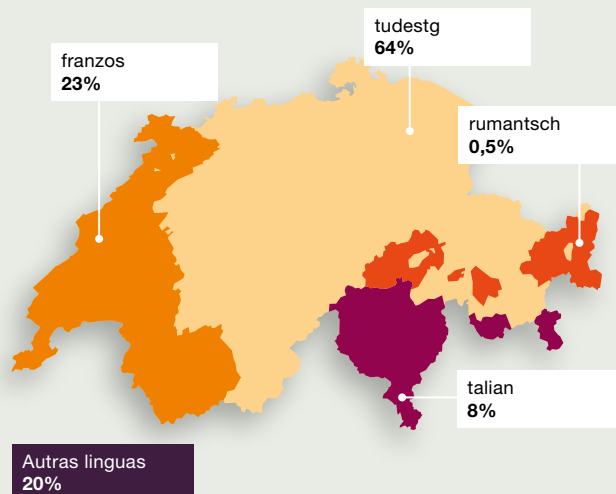 tudestg
64%
franzos
23%
rumantsch
0,5%
talian
8%
Autras linguas
20%